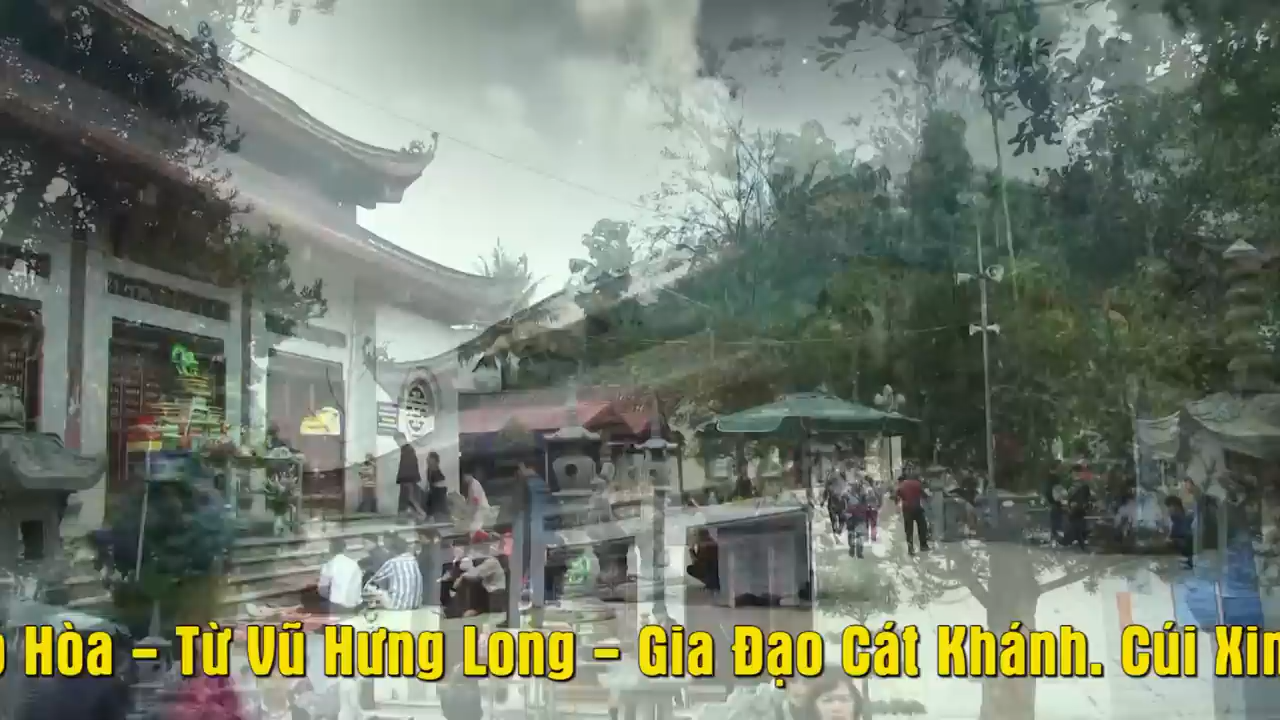 Hòa – Từ Vũ Hưng Long – Gia Đạo Cát Khánh. Cúi Xin